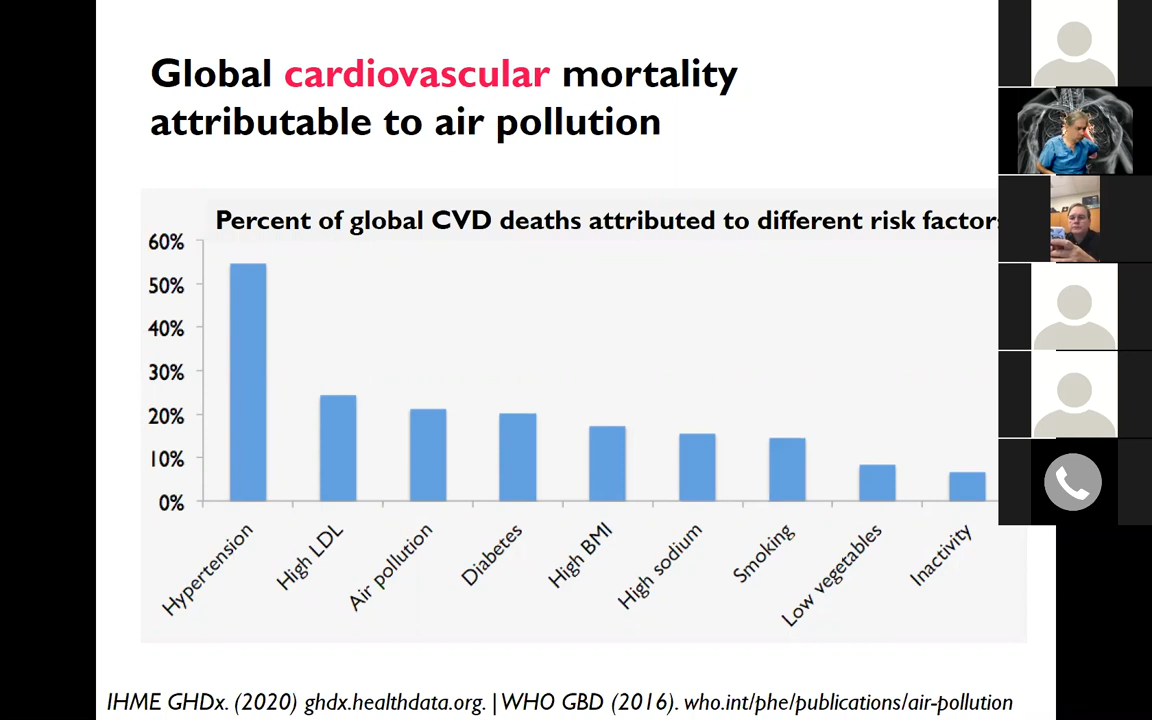 Global cardiovascular mortality
attributable to air pollution
Percent of global CVD deaths attributed to different risk factor
60%
50%
40%
30%
20%
10%
0%
Hypertension
High LDL
Air pollution
Diabetes
High BMI
High sodium
Smoking
Low vegetables
Inactivity
IHME GHDx. (2020) ghdx.healthdata.org. | WHO GBD (2016). who.int/phe/publications/air-pollution